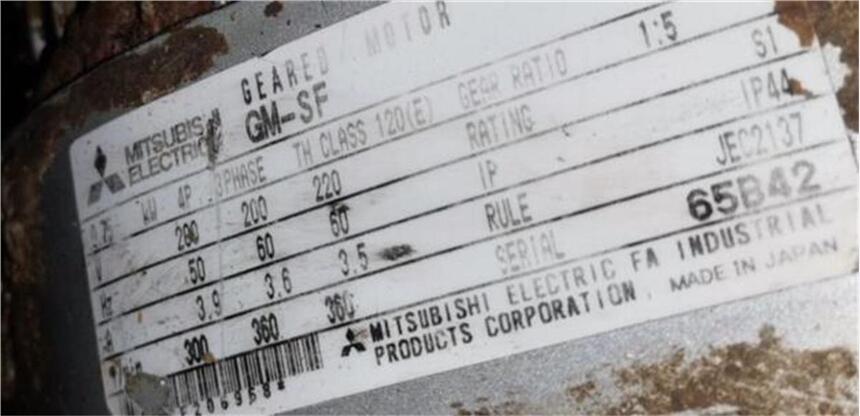 GEARED MOTOR
MITSUBISHI ELECTRIC GM-SF
kW 4P 3PHASE TH CLASS 120(E) GEAR RATIO 1:5
V 200 200 220 RATING S1
Hz 50 60 60 IP IP44
A 3.9 3.6 3.5 RULE JEC2137
300 360 360 SERIAL 65B42
MITSUBISHI ELECTRIC FA INDUSTRIAL
PRODUCTS CORPORATION. MADE IN JAPAN